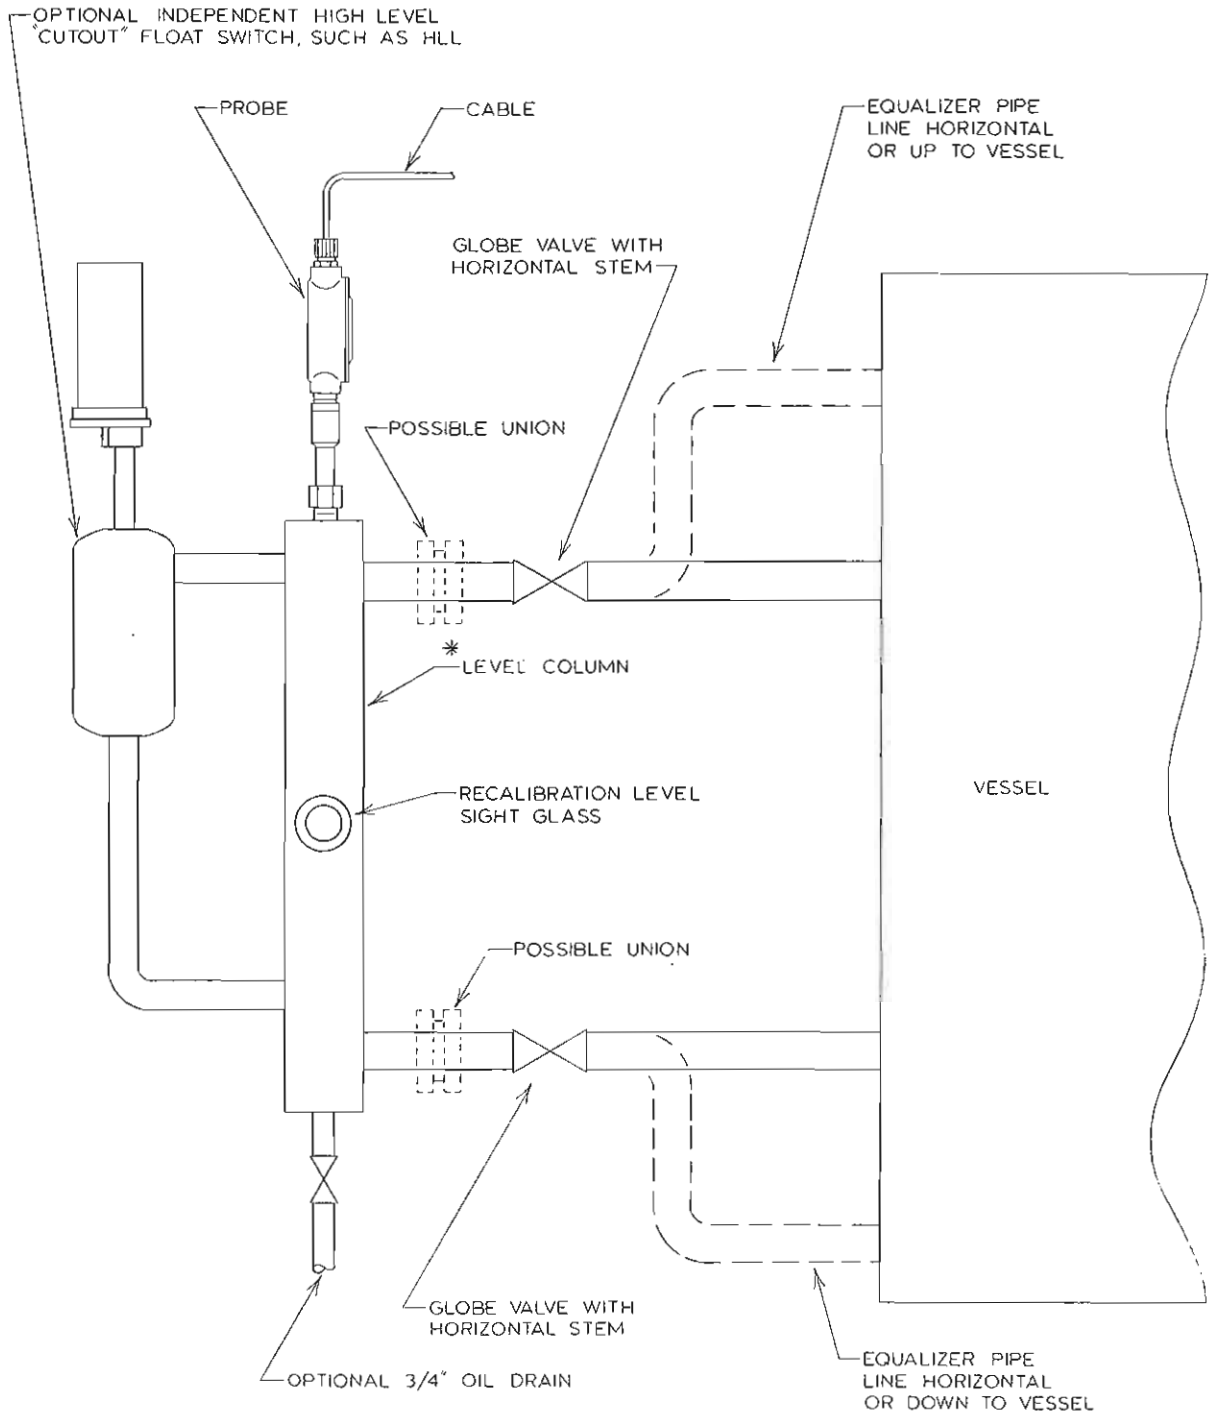 OPTIONAL INDEPENDENT HIGH LEVEL
"CUTOUT" FLOAT SWITCH, SUCH AS HLL
PROBE
CABLE
EQUALIZER PIPE
LINE HORIZONTAL
OR UP TO VESSEL
GLOBE VALVE WITH
HORIZONTAL STEM
POSSIBLE UNION
*
LEVEL COLUMN
RECALIBRATION LEVEL
SIGHT GLASS
VESSEL
POSSIBLE UNION
GLOBE VALVE WITH
HORIZONTAL STEM
OPTIONAL 3/4" OIL DRAIN
EQUALIZER PIPE
LINE HORIZONTAL
OR DOWN TO VESSEL